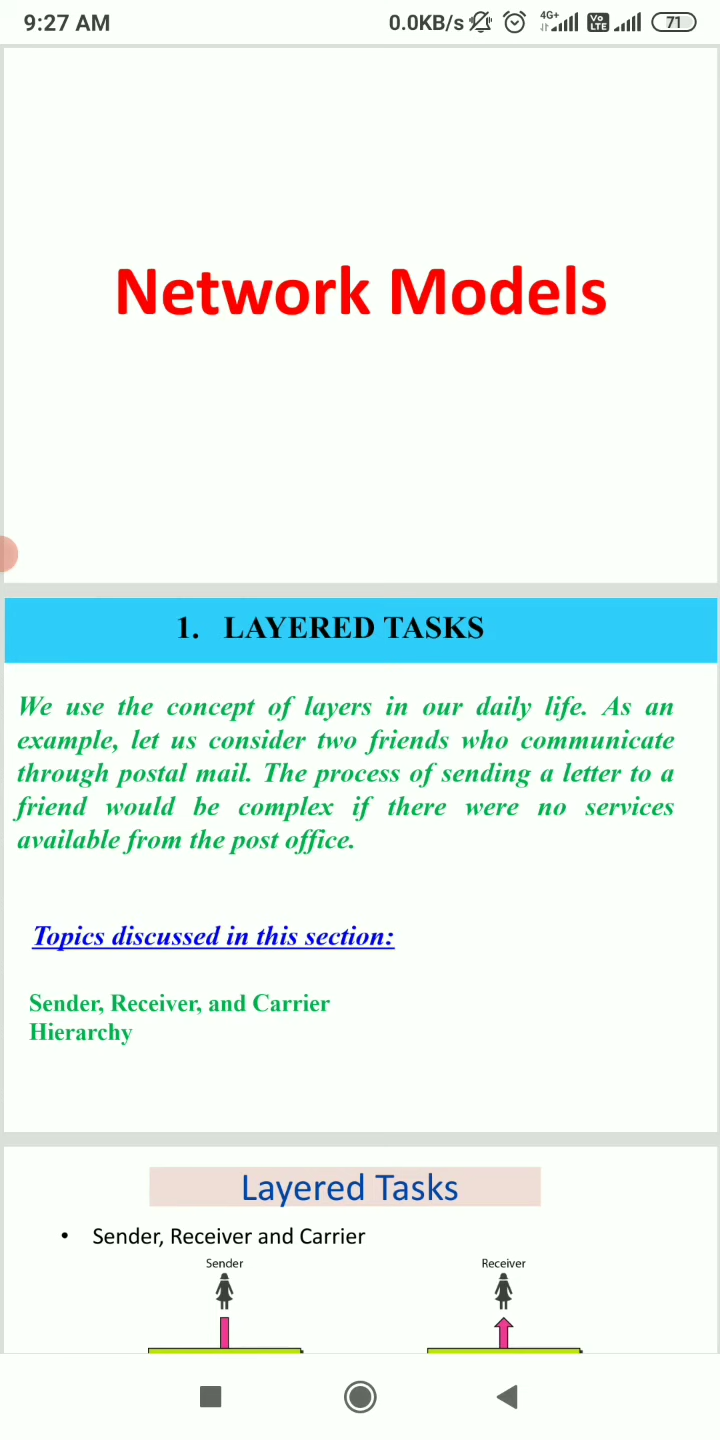 9:27 AM 0.0KB/s 4G+ Vo LTE 71
Network Models
1. LAYERED TASKS
We use the concept of layers in our daily life. As an
example, let us consider two friends who communicate
through postal mail. The process of sending a letter to a
friend would be complex if there were no services
available from the post office.
Topics discussed in this section:
Sender, Receiver, and Carrier
Hierarchy
Layered Tasks
• Sender, Receiver and Carrier
Sender Receiver